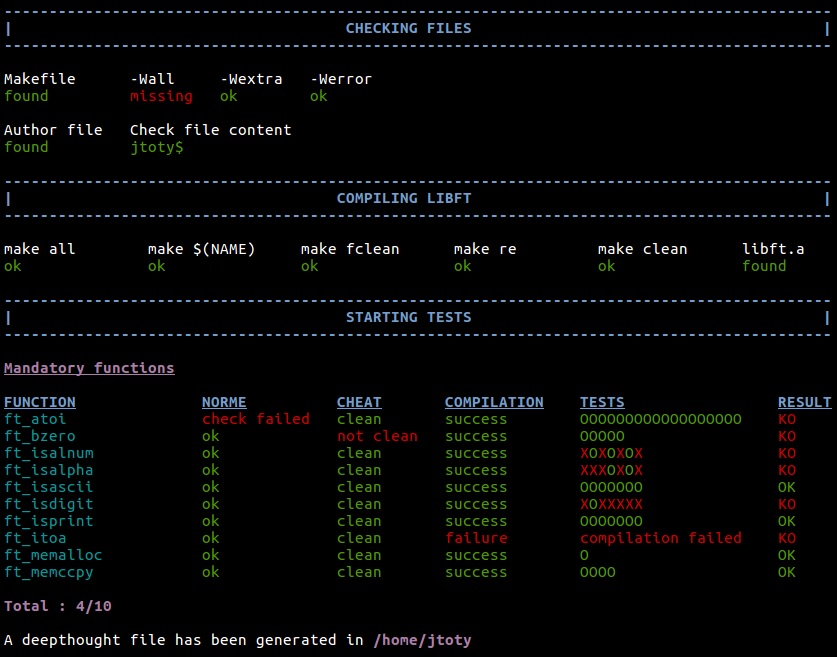 CHECKING FILES
Makefile -Wall -Wextra -Werror
found missing ok ok
Author file Check file content
found jtoty$
COMPILING LIBFT
make all make $(NAME) make fclean make re make clean libft.a
ok ok ok ok ok found
STARTING TESTS
Mandatory functions
FUNCTION NORME CHEAT COMPILATION TESTS RESULT
ft_atoi check failed clean success OOOOOOOOOOOOOOOOOO KO
ft_bzero ok not clean success OOOOO KO
ft_isalnum ok clean success XOXOXOX KO
ft_isalpha ok clean success XXXOXOX KO
ft_isascii ok clean success OOOOOOO OK
ft_isdigit ok clean success XOXXXXX KO
ft_isprint ok clean success OOOOOOO OK
ft_itoa ok clean failure compilation failed KO
ft_memalloc ok clean success O OK
ft_memccpy ok clean success OOOO OK
Total : 4/10
A deepthought file has been generated in /home/jtoty